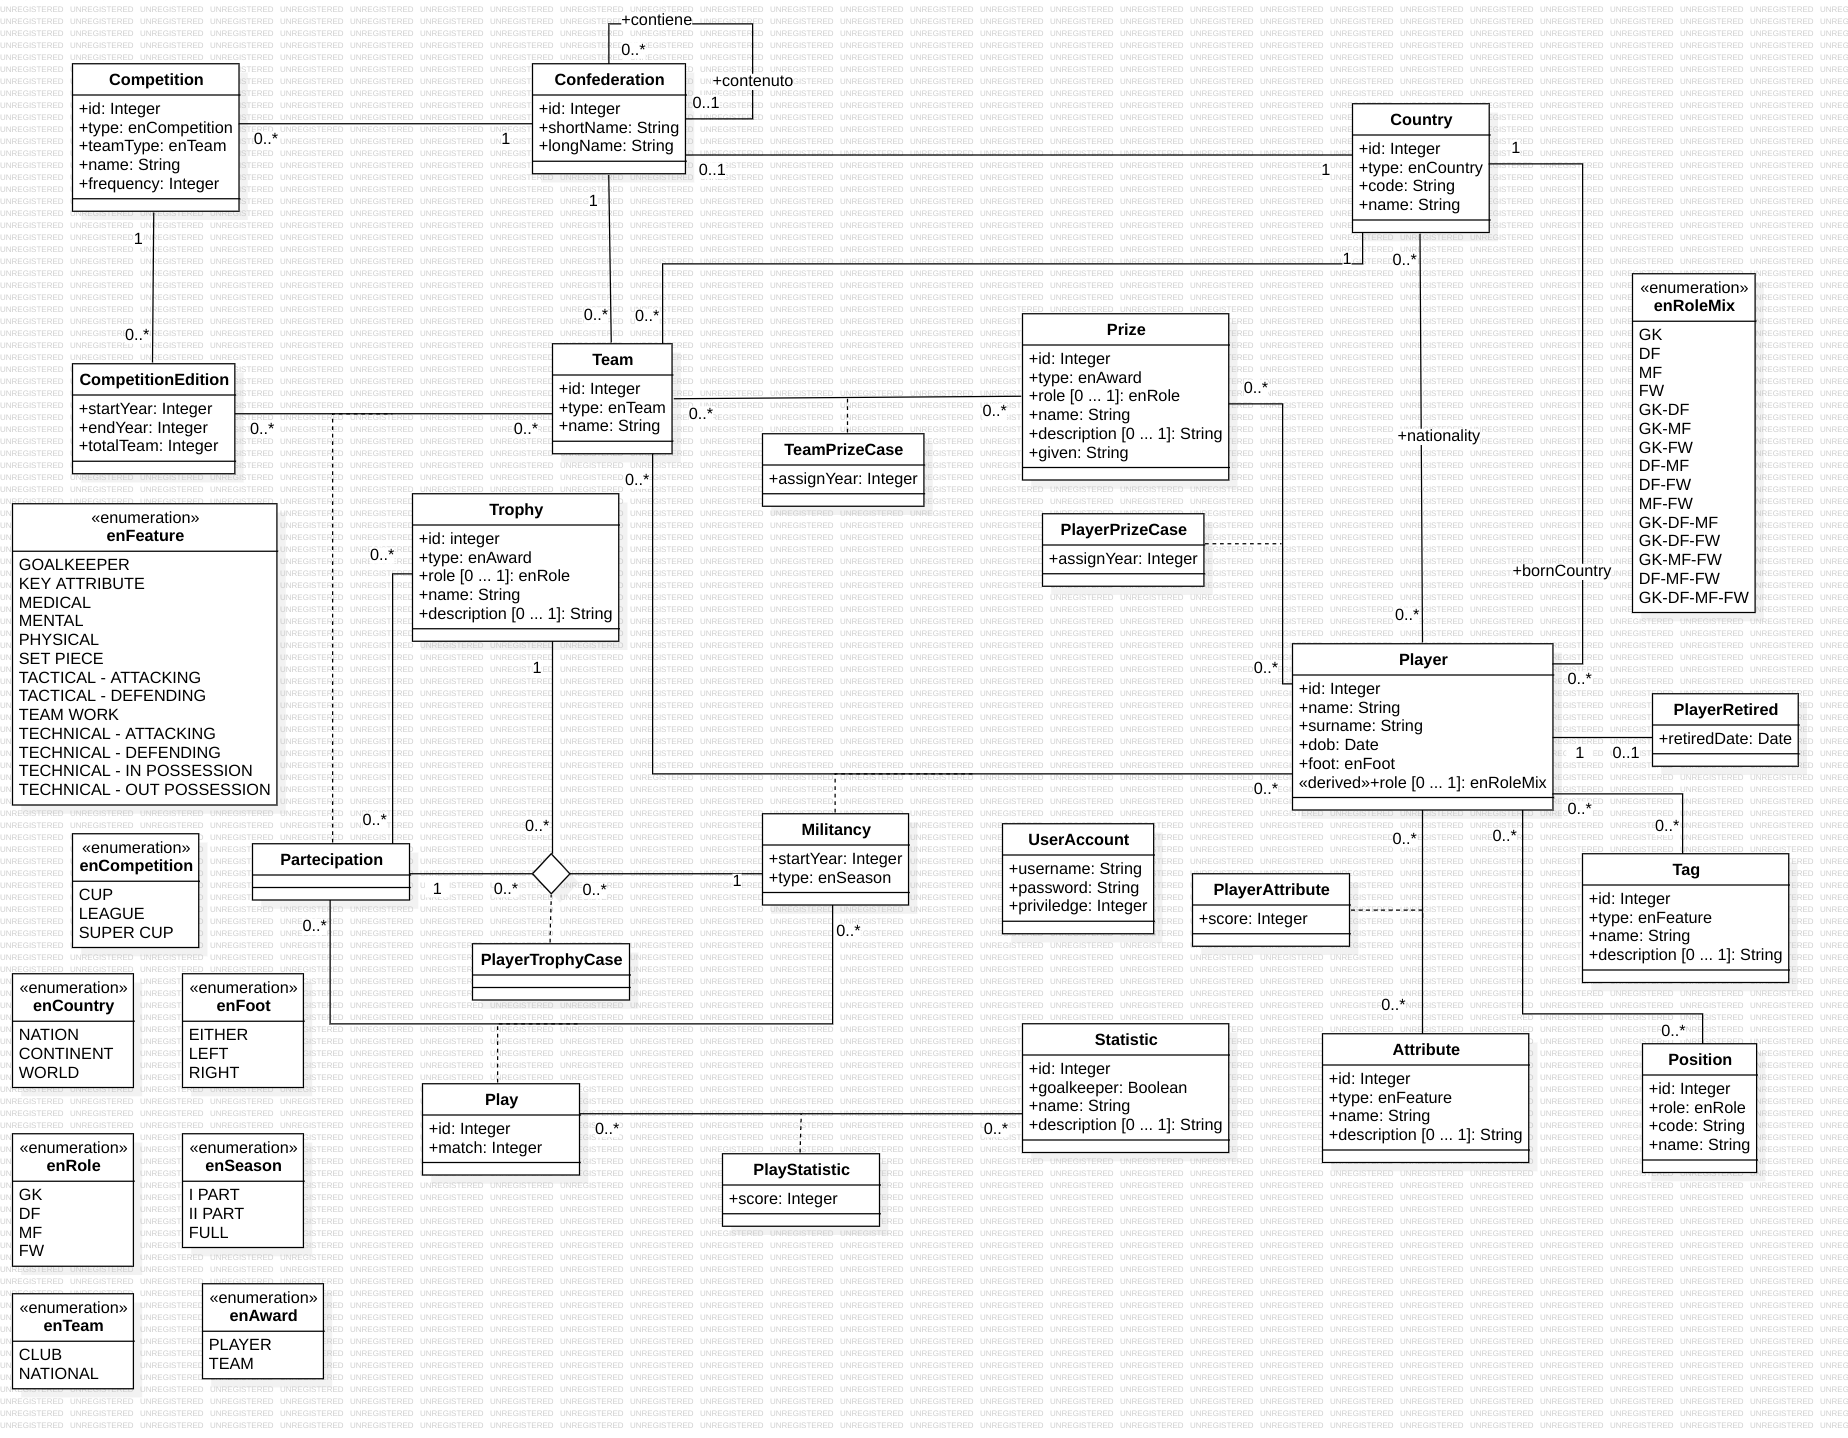 +contiene
0..*
+contenuto
0..1
Competition
+id: Integer
+type: enCompetition
+teamType: enTeam
+name: String
+frequency: Integer
0..*
1
Confederation
+id: Integer
+shortName: String
+longName: String
0..1
1
Country
+id: Integer
+type: enCountry
+code: String
+name: String
1
1
0..*
1
0..*
0..*
1
0..*
+nationality
0..*
+bornCountry
0..*
CompetitionEdition
+startYear: Integer
+endYear: Integer
+totalTeam: Integer
0..*
0..*
Team
+id: Integer
+type: enTeam
+name: String
0..*
0..*
0..*
TeamPrizeCase
+assignYear: Integer
Prize
+id: Integer
+type: enAward
+role [0 ... 1]: enRole
+name: String
+description [0 ... 1]: String
+given: String
0..*
0..*
PlayerPrizeCase
+assignYear: Integer
«enumeration»
enRoleMix
GK
DF
MF
FW
GK-DF
GK-MF
GK-FW
DF-MF
DF-FW
MF-FW
GK-DF-MF
GK-DF-FW
GK-MF-FW
DF-MF-FW
GK-DF-MF-FW
«enumeration»
enFeature
GOALKEEPER
KEY ATTRIBUTE
MEDICAL
MENTAL
PHYSICAL
SET PIECE
TACTICAL - ATTACKING
TACTICAL - DEFENDING
TEAM WORK
TECHNICAL - ATTACKING
TECHNICAL - DEFENDING
TECHNICAL - IN POSSESSION
TECHNICAL - OUT POSSESSION
Trophy
+id: integer
+type: enAward
+role [0 ... 1]: enRole
+name: String
+description [0 ... 1]: String
0..*
0..*
1
0..*
Player
+id: Integer
+name: String
+surname: String
+dob: Date
+foot: enFoot
«derived»+role [0 ... 1]: enRoleMix
0..*
1
0..1
PlayerRetired
+retiredDate: Date
0..*
0..*
0..*
0..*
Tag
+id: Integer
+type: enFeature
+name: String
+description [0 ... 1]: String
Partecipation
1
0..*
0..*
1
0..*
Militancy
+startYear: Integer
+type: enSeason
0..*
PlayerTrophyCase
UserAccount
+username: String
+password: String
+priviledge: Integer
PlayerAttribute
+score: Integer
0..*
0..*
Attribute
+id: Integer
+type: enFeature
+name: String
+description [0 ... 1]: String
Position
+id: Integer
+role: enRole
+code: String
+name: String
«enumeration»
enCompetition
CUP
LEAGUE
SUPER CUP
«enumeration»
enCountry
NATION
CONTINENT
WORLD
«enumeration»
enFoot
EITHER
LEFT
RIGHT
Play
+id: Integer
+match: Integer
0..*
0..*
PlayStatistic
+score: Integer
Statistic
+id: Integer
+goalkeeper: Boolean
+name: String
+description [0 ... 1]: String
«enumeration»
enRole
GK
DF
MF
FW
«enumeration»
enSeason
I PART
II PART
FULL
«enumeration»
enTeam
CLUB
NATIONAL
«enumeration»
enAward
PLAYER
TEAM
UNREGISTERED